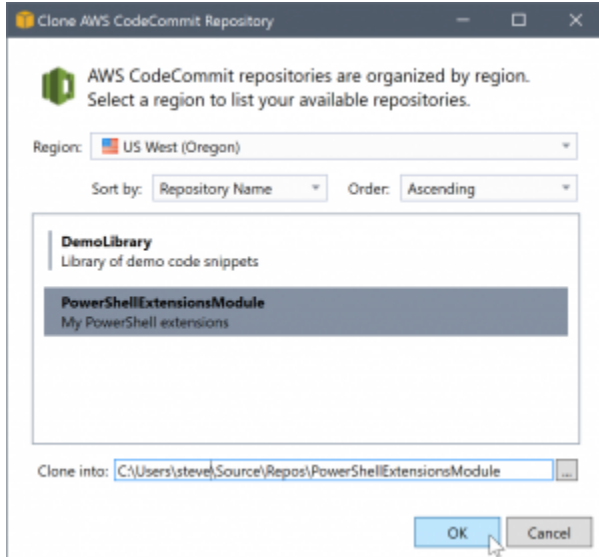 Clone AWS CodeCommit Repository
AWS CodeCommit repositories are organized by region.
Select a region to list your available repositories.
Region: US West (Oregon)
Sort by: Repository Name Order: Ascending
DemoLibrary
Library of demo code snippets
PowerShellExtensionsModule
My PowerShell extensions
Clone into: C:\Users\steve\Source\Repos\PowerShellExtensionsModule ...
OK Cancel